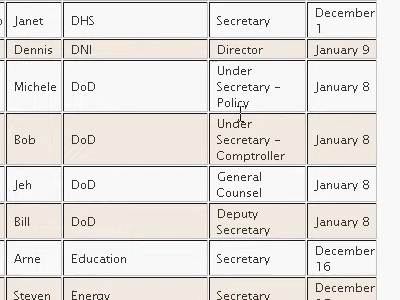 Janet DHS Secretary December
1
Dennis DNI Director January 9
Under
Michele DoD Secretary – January 8
Policy
Under
Bob DoD Secretary – January 8
Comptroller
Jeh DoD General January 8
Counsel
Bill DoD Deputy January 8
Secretary
Arne Education Secretary December
16
Steven Energy Secretary December